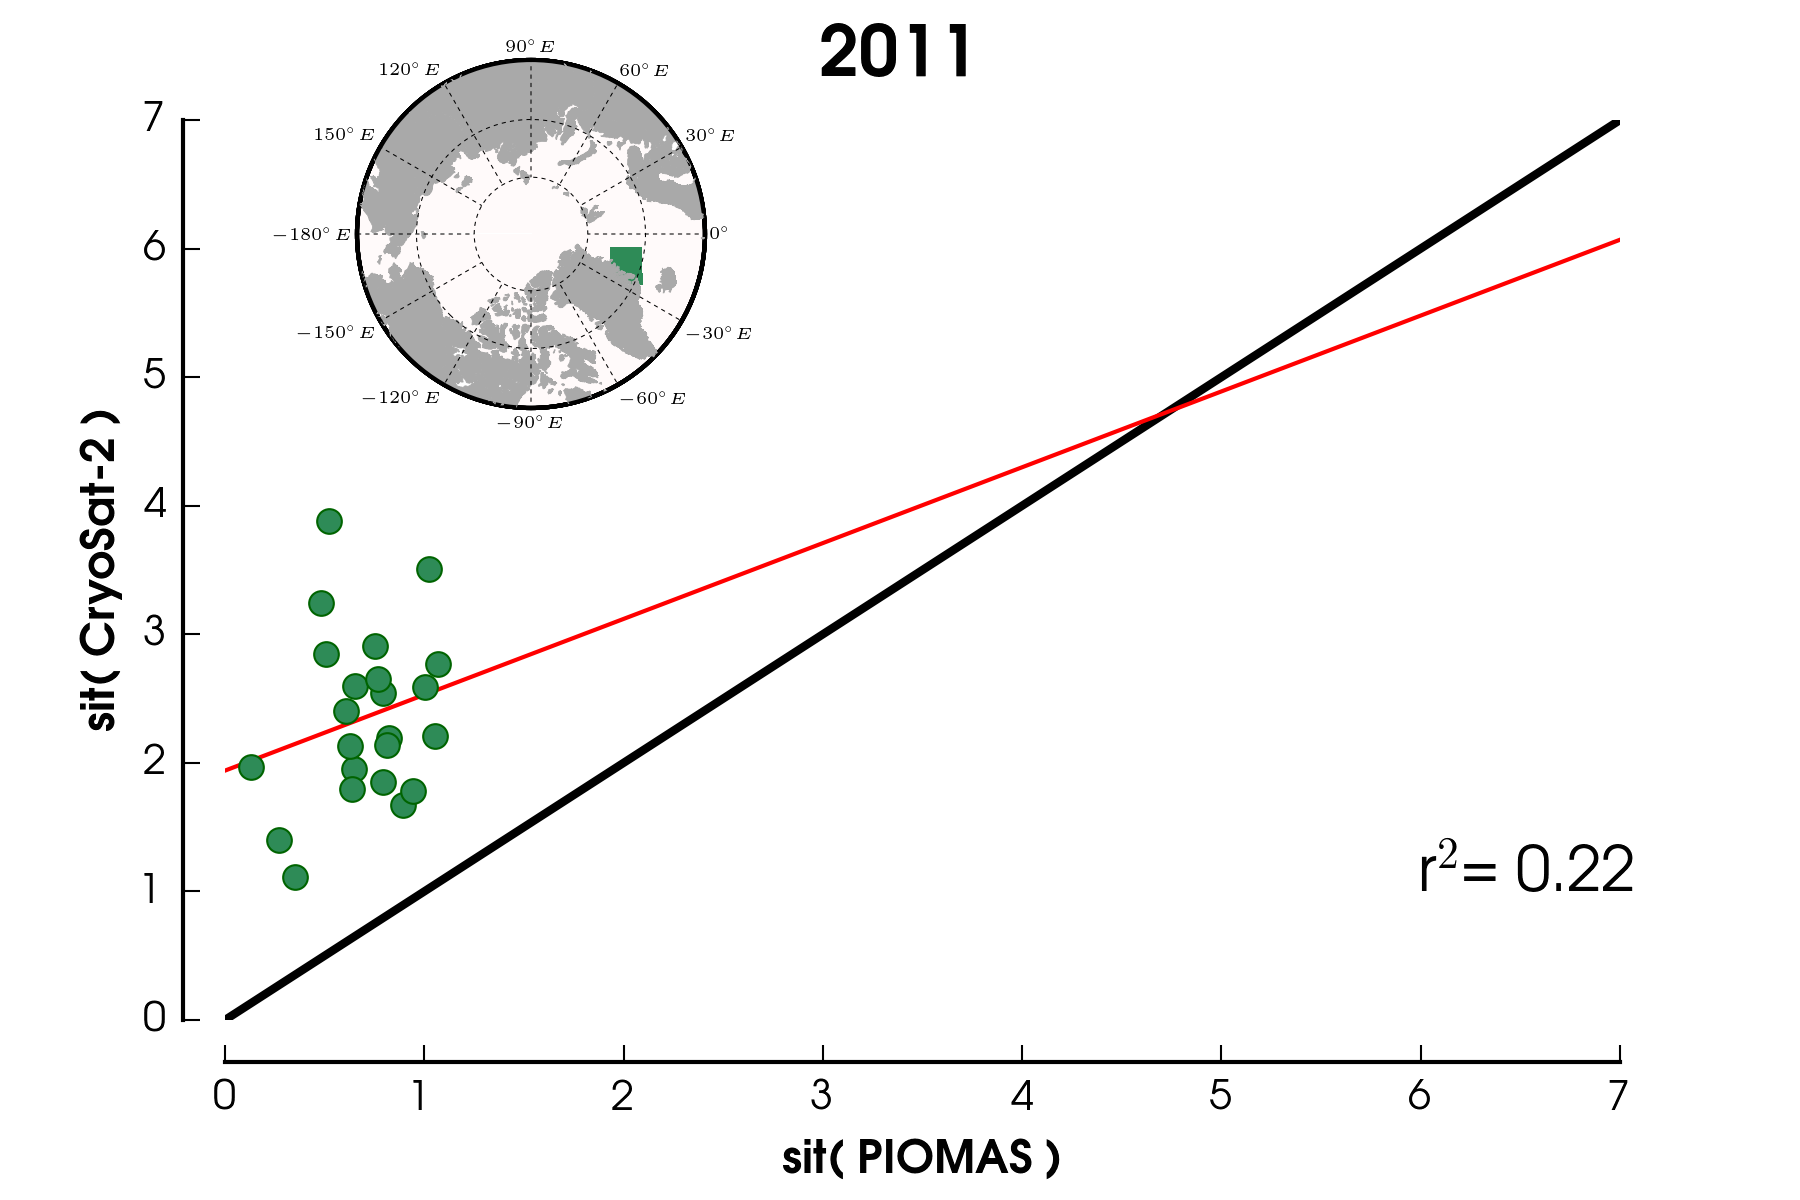 2011
90° E
120° E
60° E
150° E
30° E
−180° E
0°
−150° E
−30° E
−120° E
−60° E
−90° E
7
6
5
4
3
2
1
0
sit( CryoSat-2 )
r²= 0.22
0 1 2 3 4 5 6 7
sit( PIOMAS )